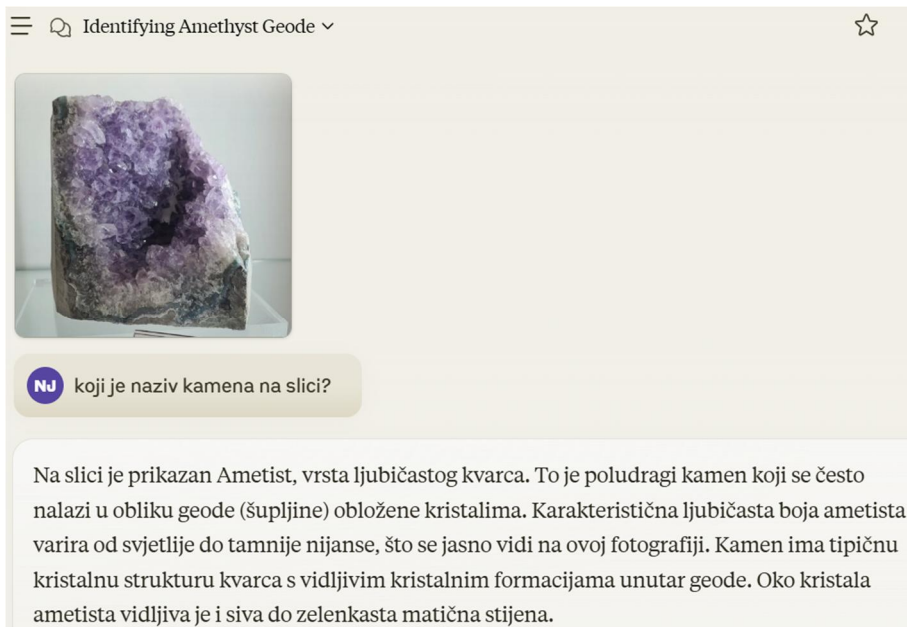 Identifying Amethyst Geode
NJ koji je naziv kamena na slici?
Na slici je prikazan Ametist, vrsta ljubičastog kvarca. To je poludragi kamen koji se često
nalazi u obliku geode (šupljine) obložene kristalima. Karakteristična ljubičasta boja ametista
varira od svjetlije do tamnije nijanse, što se jasno vidi na ovoj fotografiji. Kamen ima tipičnu
kristalnu strukturu kvarca s vidljivim kristalnim formacijama unutar geode. Oko kristala
ametista vidljiva je i siva do zelenkasta matična stijena.